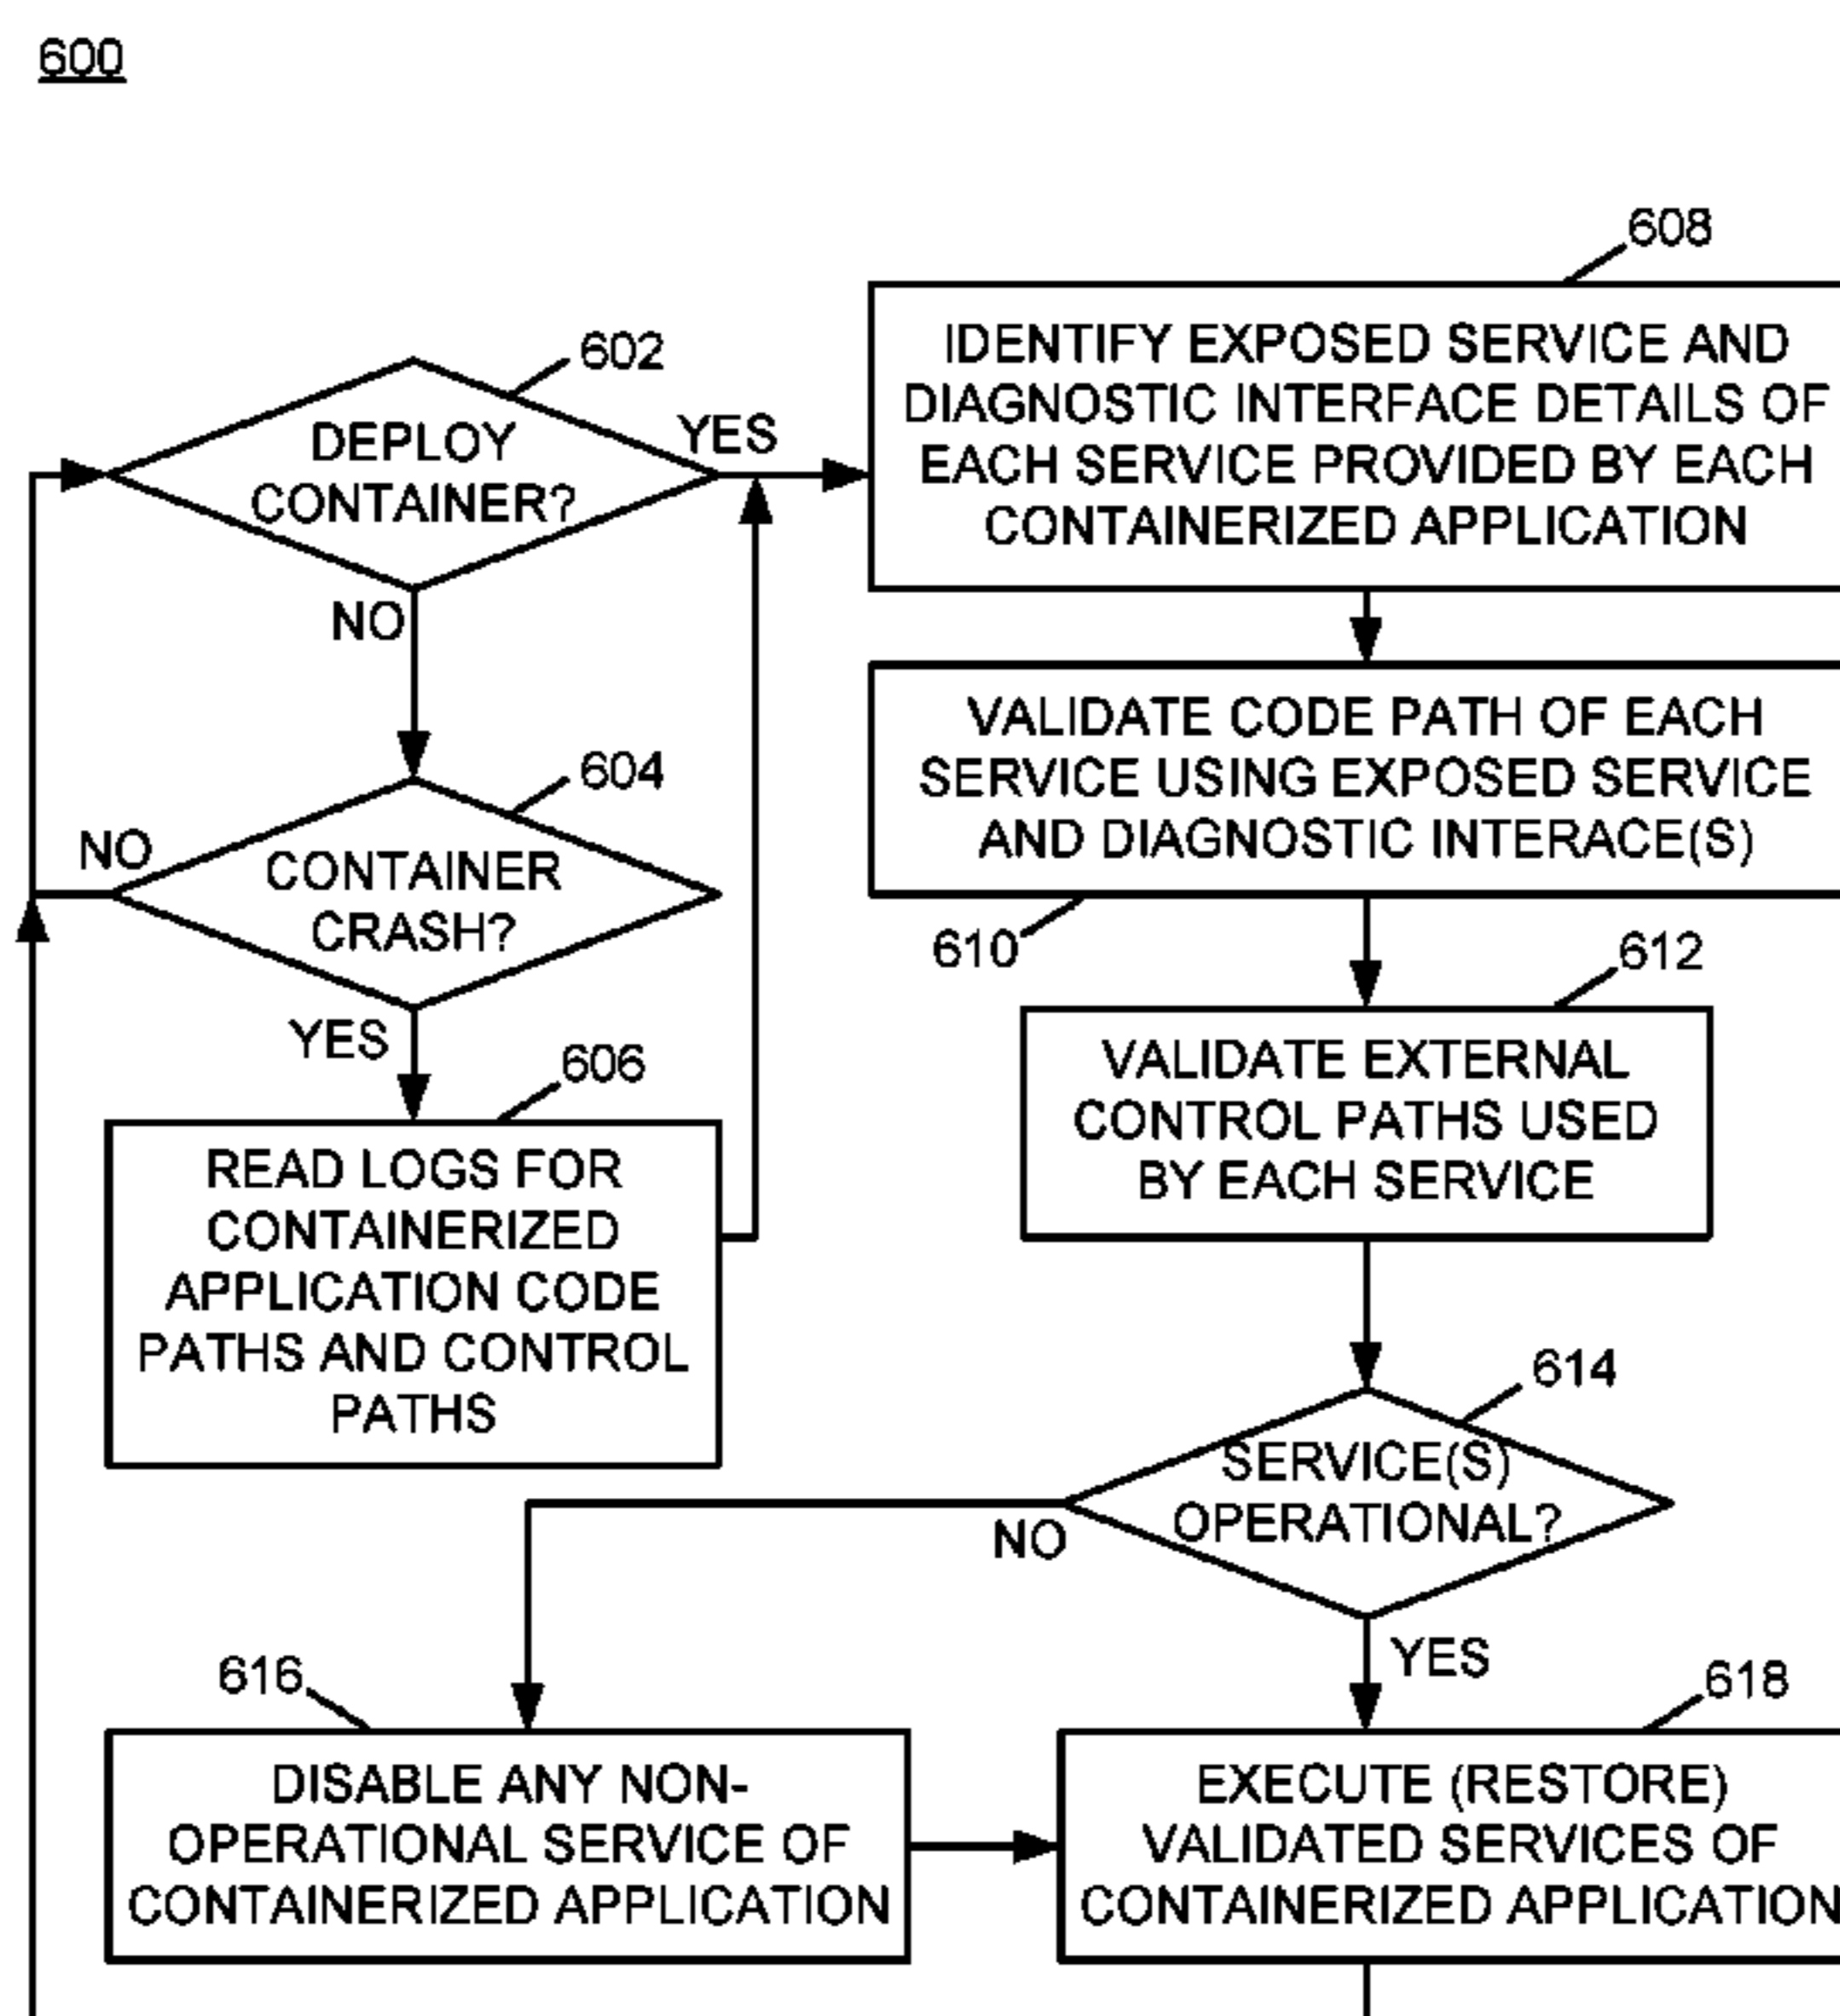 600
602
DEPLOY
CONTAINER?
YES
NO
604
CONTAINER
CRASH?
NO
YES
606
READ LOGS FOR
CONTAINERIZED
APPLICATION CODE
PATHS AND CONTROL
PATHS
608
IDENTIFY EXPOSED SERVICE AND
DIAGNOSTIC INTERFACE DETAILS OF
EACH SERVICE PROVIDED BY EACH
CONTAINERIZED APPLICATION
VALIDATE CODE PATH OF EACH
SERVICE USING EXPOSED SERVICE
AND DIAGNOSTIC INTERACE(S)
610
612
VALIDATE EXTERNAL
CONTROL PATHS USED
BY EACH SERVICE
614
SERVICE(S)
OPERATIONAL?
NO
YES
616
DISABLE ANY NON-
OPERATIONAL SERVICE OF
CONTAINERIZED APPLICATION
618
EXECUTE (RESTORE)
VALIDATED SERVICES OF
CONTAINERIZED APPLICATION